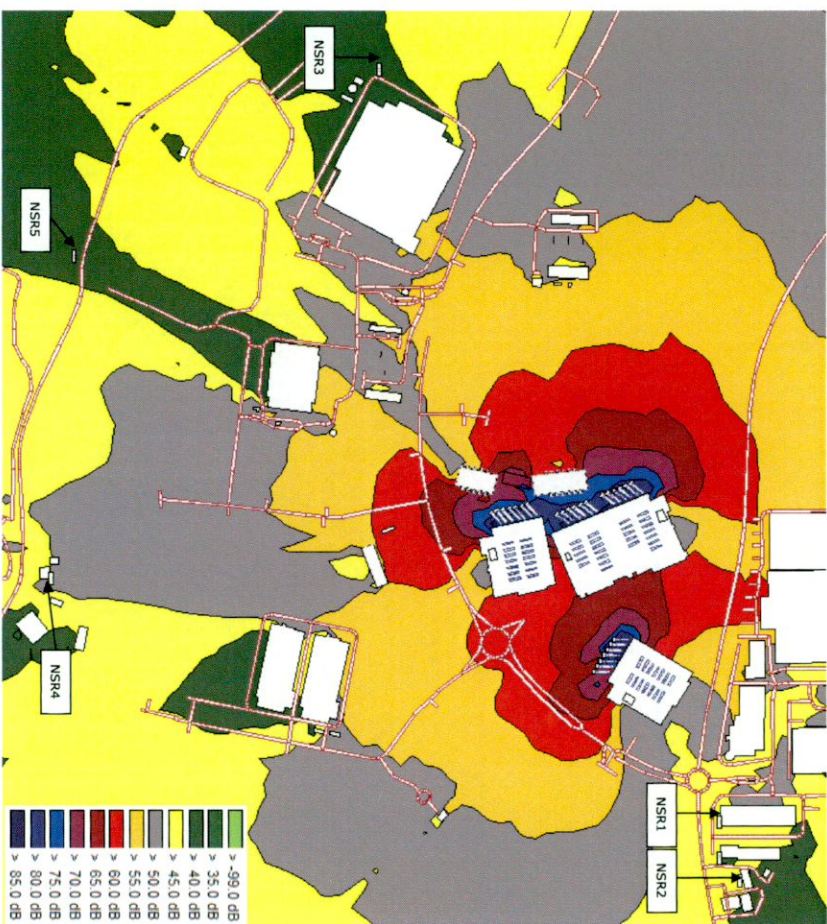 NSR3
NSR5
NSR4
NSR1
NSR2
> -99.0 dB
> 35.0 dB
> 40.0 dB
> 45.0 dB
> 50.0 dB
> 55.0 dB
> 60.0 dB
> 65.0 dB
> 70.0 dB
> 75.0 dB
> 80.0 dB
> 85.0 dB